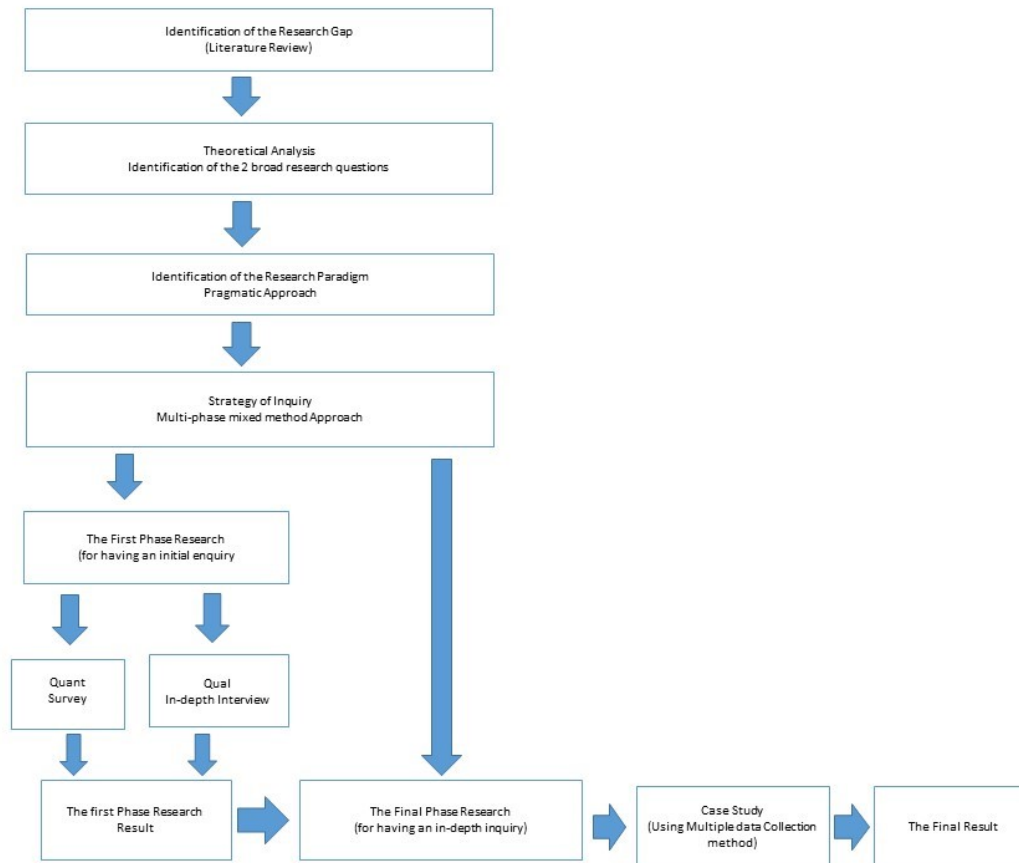 Identification of the Research Gap
(Literature Review)
Theoretical Analysis
Identification of the 2 broad research questions
Identification of the Research Paradigm
Pragmatic Approach
Strategy of Inquiry
Multi-phase mixed method Approach
The First Phase Research
(for having an initial enquiry
Quant
Survey
Qual
In-depth Interview
The first Phase Research
Result
The Final Phase Research
(for having an in-depth inquiry)
Case Study
(Using Multiple data Collection
method)
The Final Result